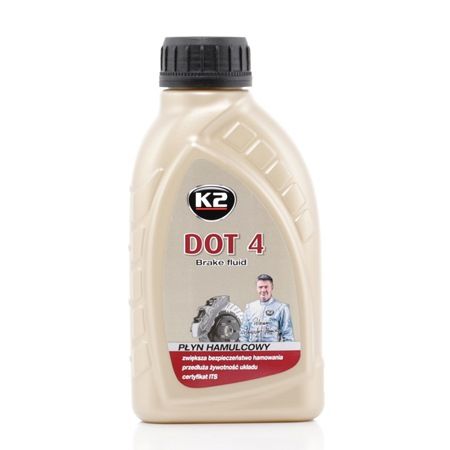 K2
DOT 4
Brake fluid
PŁYN HAMULCOWY
zwiększa bezpieczeństwo hamowania
przedłuża żywotność układu
certyfikat ITS